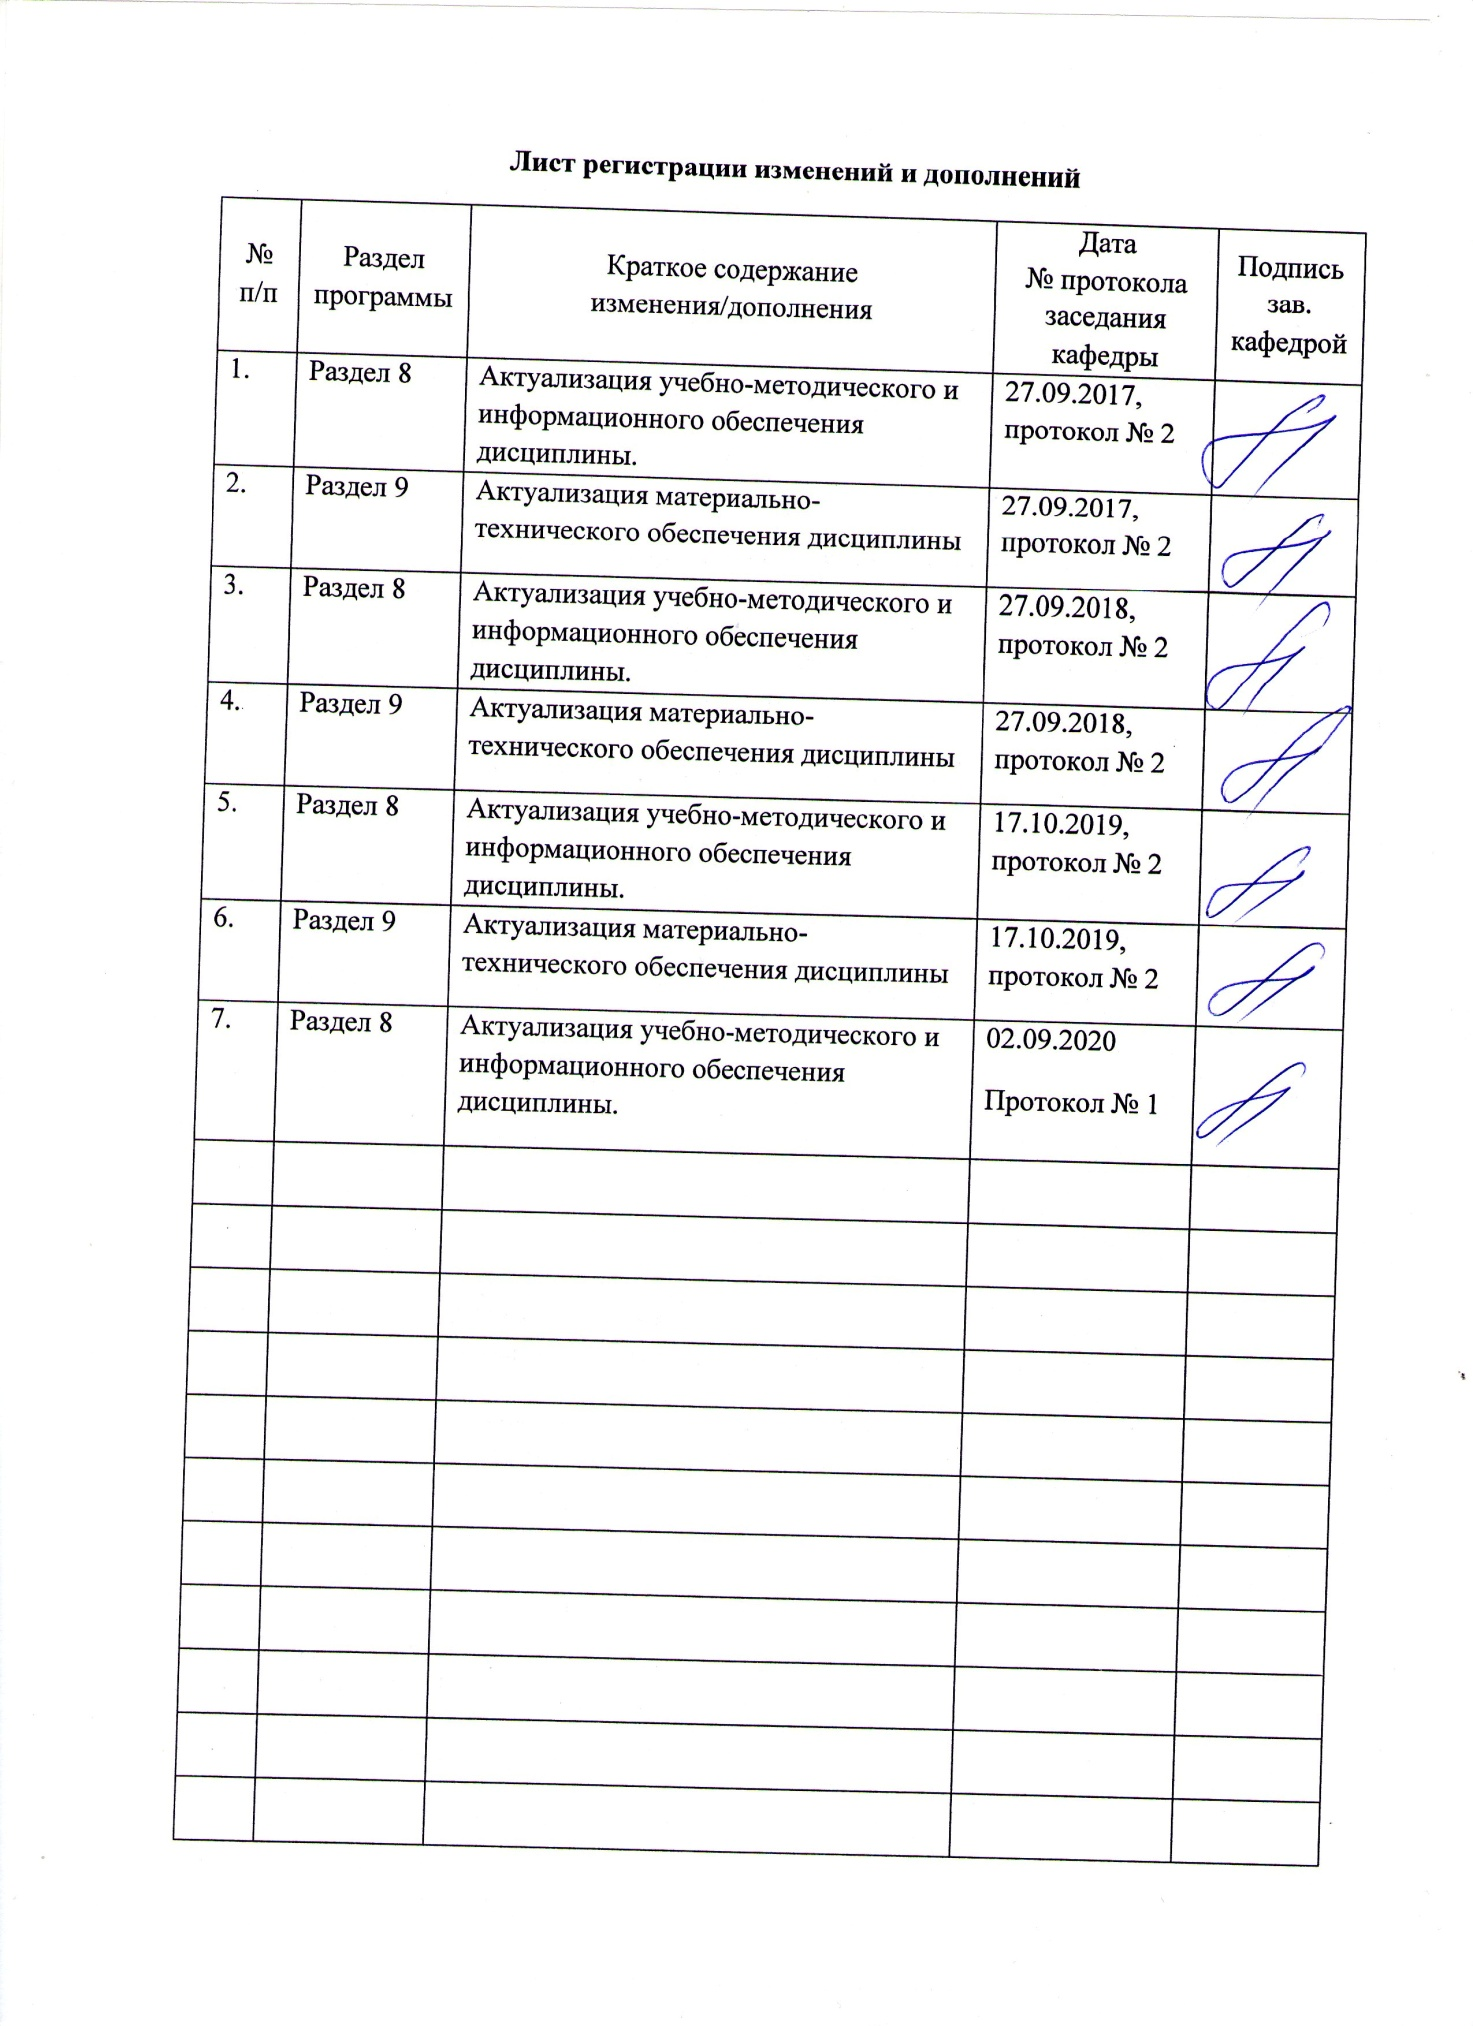 Лист регистрации изменений и дополнений
№
п/п
Раздел
программы
Краткое содержание
изменения/дополнения
Дата
№ протокола
заседания
кафедры
Подпись
зав.
кафедрой
1.
Раздел 8
Актуализация учебно-методического и
информационного обеспечения
дисциплины.
27.09.2017,
протокол № 2
2.
Раздел 9
Актуализация материально-
технического обеспечения дисциплины
27.09.2017,
протокол № 2
3.
Раздел 8
Актуализация учебно-методического и
информационного обеспечения
дисциплины.
27.09.2018,
протокол № 2
4.
Раздел 9
Актуализация материально-
технического обеспечения дисциплины
27.09.2018,
протокол № 2
5.
Раздел 8
Актуализация учебно-методического и
информационного обеспечения
дисциплины.
17.10.2019,
протокол № 2
6.
Раздел 9
Актуализация материально-
технического обеспечения дисциплины
17.10.2019,
протокол № 2
7.
Раздел 8
Актуализация учебно-методического и
информационного обеспечения
дисциплины.
02.09.2020
Протокол № 1